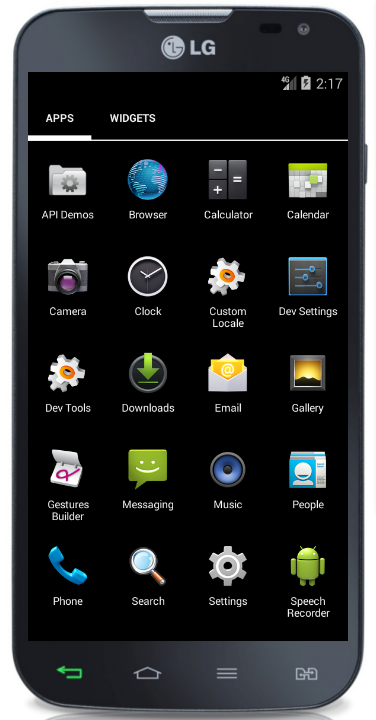 LG
4G 2:17
APPS WIDGETS
API Demos Browser Calculator Calendar
Camera Clock Custom Locale Dev Settings
Dev Tools Downloads Email Gallery
Gestures Builder Messaging Music People
Phone Search Settings Speech Recorder